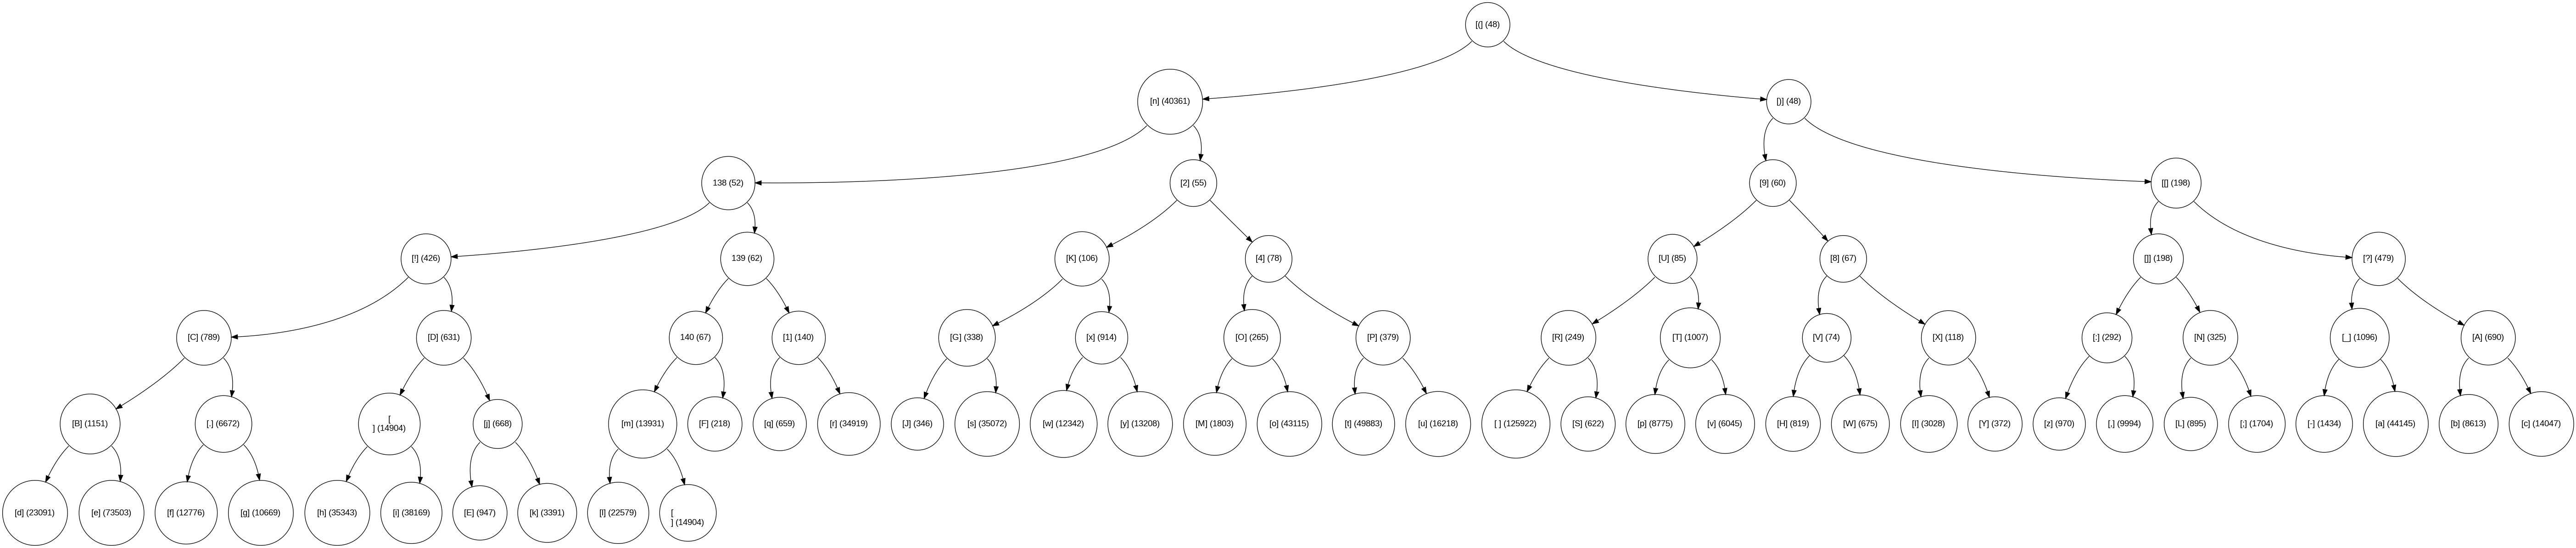 [(] (48)
[n] (40361)
[)] (48)
138 (52)
[2] (55)
[9] (60)
[[] (198)
[!] (426)
139 (62)
[K] (106)
[4] (78)
[U] (85)
[8] (67)
[]] (198)
[?] (479)
[C] (789)
[D] (631)
140 (67)
[1] (140)
[G] (338)
[x] (914)
[O] (265)
[P] (379)
[R] (249)
[T] (1007)
[V] (74)
[X] (118)
[:] (292)
[N] (325)
[_] (1096)
[A] (690)
[B] (1151)
[.] (6672)
[
] (14904)
[j] (668)
[m] (13931)
[F] (218)
[q] (659)
[r] (34919)
[J] (346)
[s] (35072)
[w] (12342)
[y] (13208)
[M] (1803)
[o] (43115)
[t] (49883)
[u] (16218)
[ ] (125922)
[S] (622)
[p] (8775)
[v] (6045)
[H] (819)
[W] (675)
[I] (3028)
[Y] (372)
[z] (970)
[,] (9994)
[L] (895)
[;] (1704)
[-] (1434)
[a] (44145)
[b] (8613)
[c] (14047)
[d] (23091)
[e] (73503)
[f] (12776)
[g] (10669)
[h] (35343)
[i] (38169)
[E] (947)
[k] (3391)
[l] (22579)
[
] (14904)